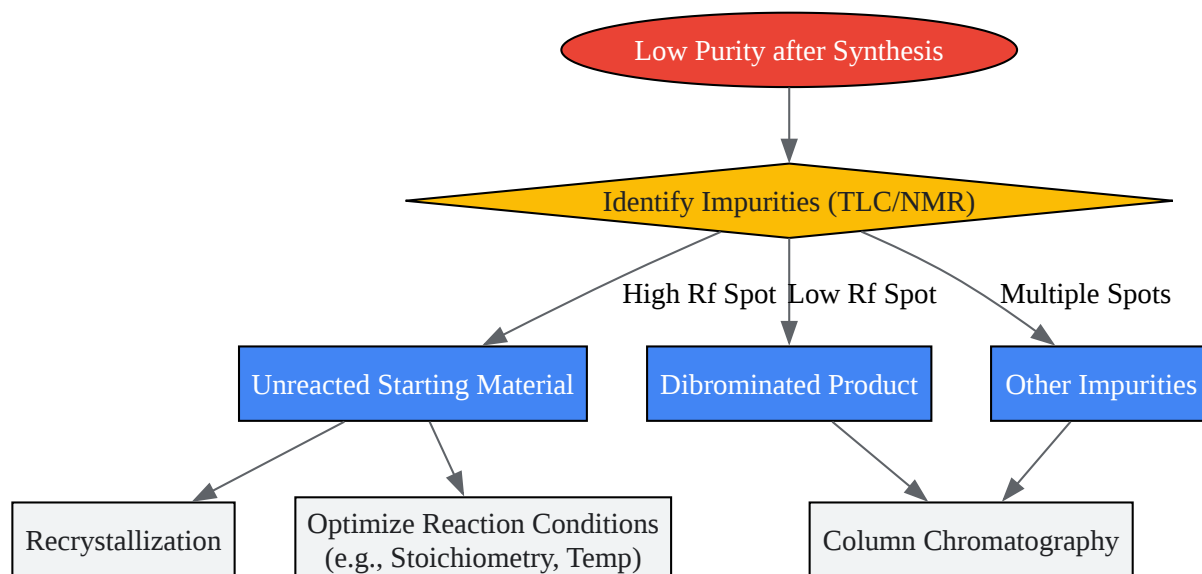 Low Purity after Synthesis
Identify Impurities (TLC/NMR)
High Rf Spot
Low Rf Spot
Multiple Spots
Unreacted Starting Material
Dibrominated Product
Other Impurities
Recrystallization
Optimize Reaction Conditions
(e.g., Stoichiometry, Temp)
Column Chromatography